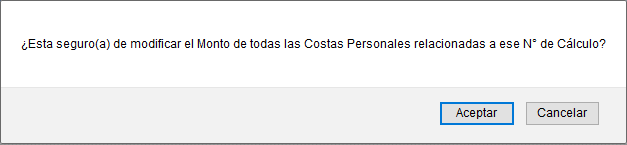 ¿Esta seguro(a) de modificar el Monto de todas las Costas Personales relacionadas a ese N° de Cálculo?
Aceptar
Cancelar